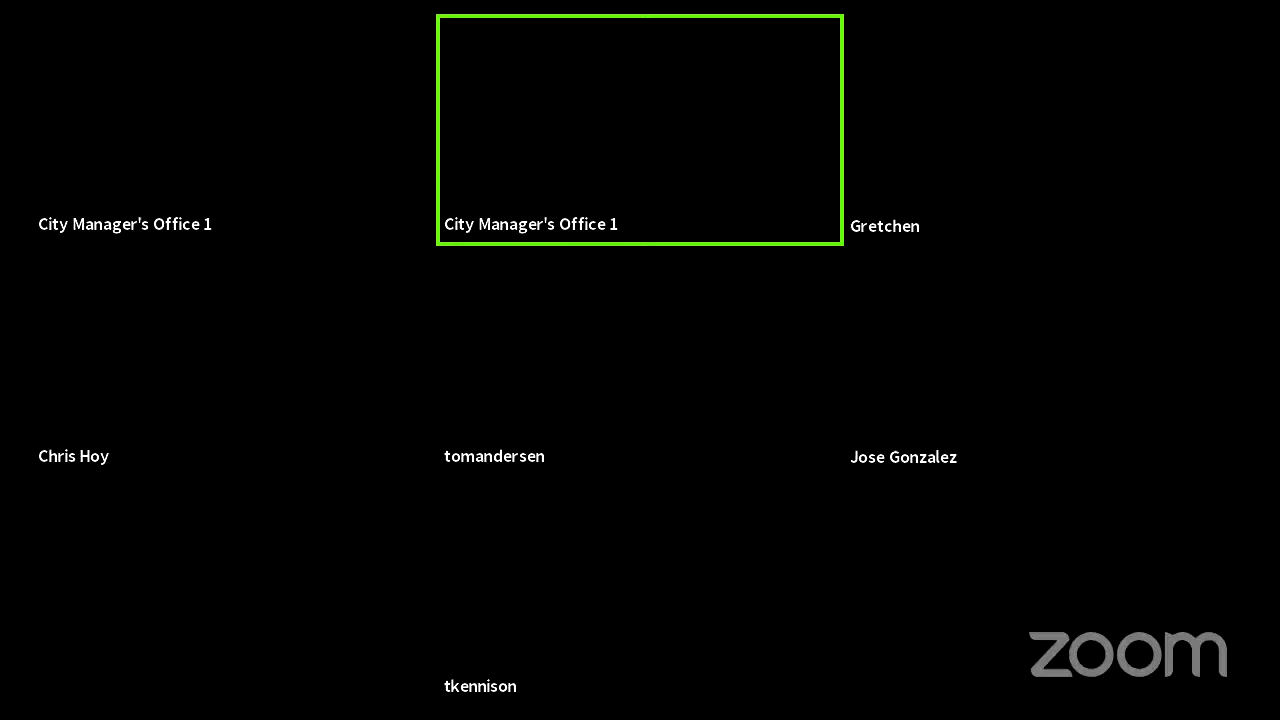 City Manager's Office 1
City Manager's Office 1
Gretchen
Chris Hoy
tomandersen
Jose Gonzalez
tkennison
zoom